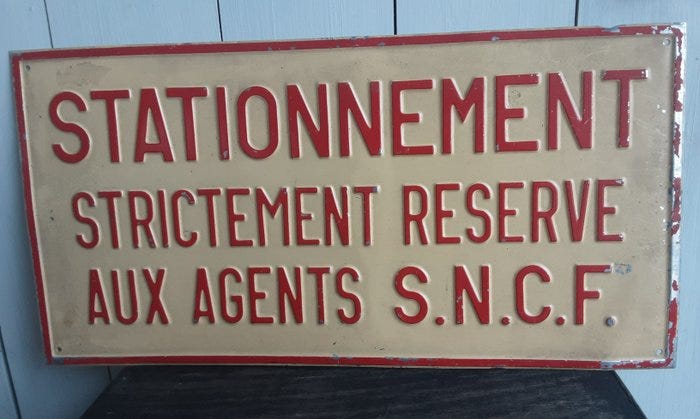 STATIONNEMENT
STRICTEMENT RESERVE
AUX AGENTS S.N.C.F.